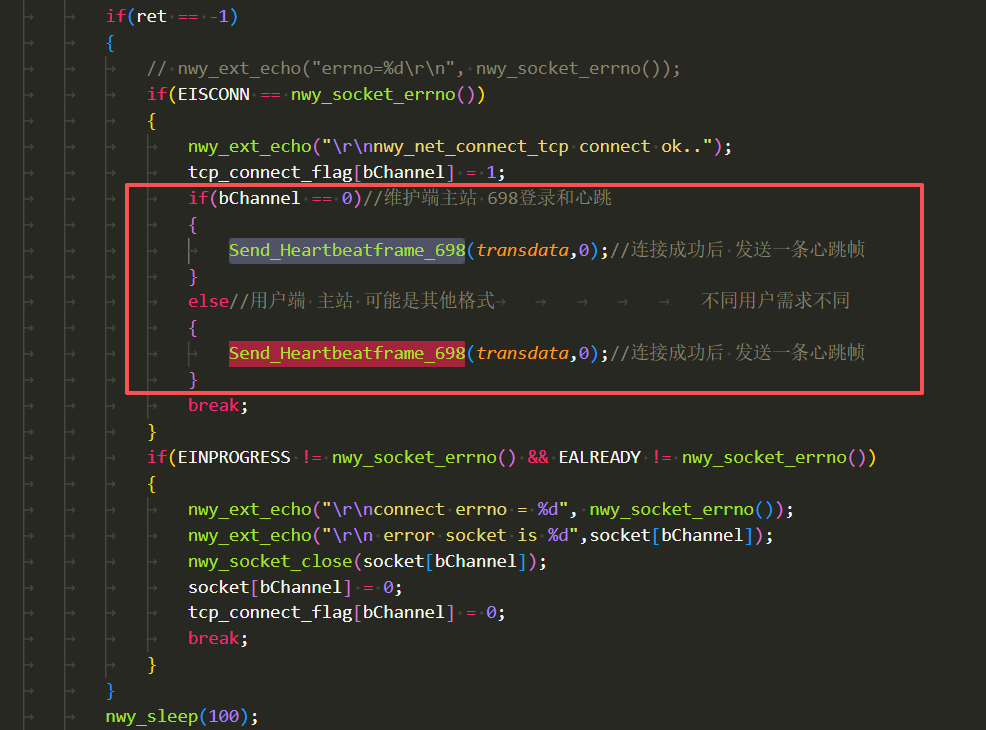 if(ret == -1)
{
// nwy_ext_echo("errno=%d\r\n", nwy_socket_errno());
if(EISCONN == nwy_socket_errno())
{
nwy_ext_echo("\r\nnwy_net_connect_tcp connect ok..");
tcp_connect_flag[bChannel] = 1;
if(bChannel == 0)//维护端主站 698登录和心跳
{
Send_Heartbeatframe_698(transdata,0);//连接成功后 发送一条心跳帧
}
else//用户端 主站 可能是其他格式 不同用户需求不同
{
Send_Heartbeatframe_698(transdata,0);//连接成功后 发送一条心跳帧
}
break;
}
if(EINPROGRESS != nwy_socket_errno() && EALREADY != nwy_socket_errno())
{
nwy_ext_echo("\r\nconnect errno = %d", nwy_socket_errno());
nwy_ext_echo("\r\n error socket is %d",socket[bChannel]);
nwy_socket_close(socket[bChannel]);
socket[bChannel] = 0;
tcp_connect_flag[bChannel] = 0;
break;
}
}
nwy_sleep(100);